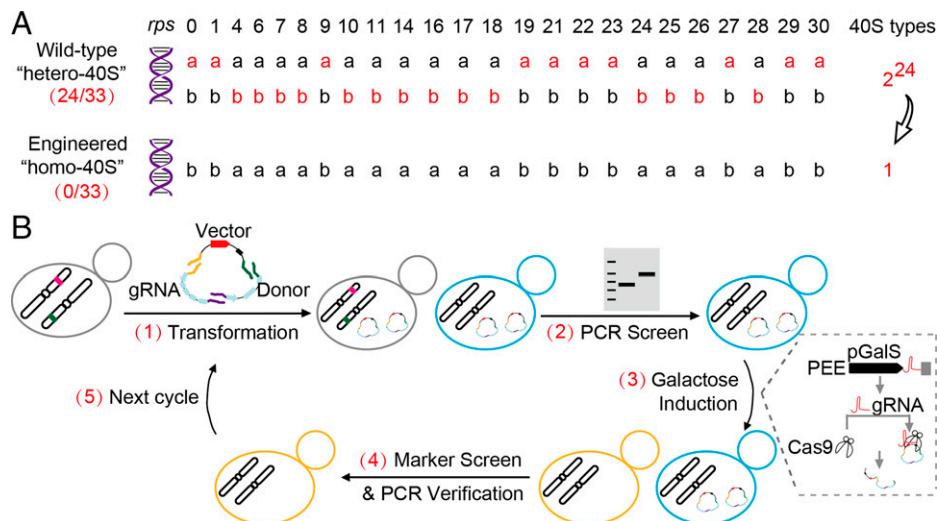 A
rps 0 1 4 6 7 8 9 10 11 14 16 17 18 19 21 22 23 24 25 26 27 28 29 30 40S types
Wild-type
"hetero-40S"
(24/33)
a a a a a a a a a a a a a a a a a a a a a a a a
b b b b b b b b b b b b b b b b b b b b b b b b
2^24
Engineered
"homo-40S"
(0/33)
b b a a a a b a a a a a a b b b b a a a b a b b
1
B
Vector
gRNA
Donor
(1) Transformation
(2) PCR Screen
(3) Galactose
Induction
pGalS
PEE
gRNA
Cas9
(4) Marker Screen
& PCR Verification
(5) Next cycle